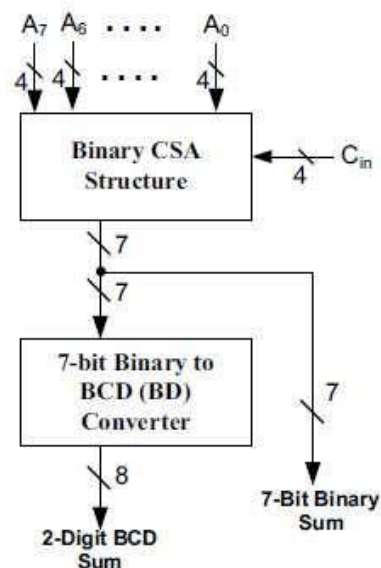 A₇ A₆ .... A₀
4 4 .... 4
Binary CSA
Structure
C_in
4
7
7
7-bit Binary to
BCD (BD)
Converter
7
8
2-Digit BCD
Sum
7-Bit Binary
Sum